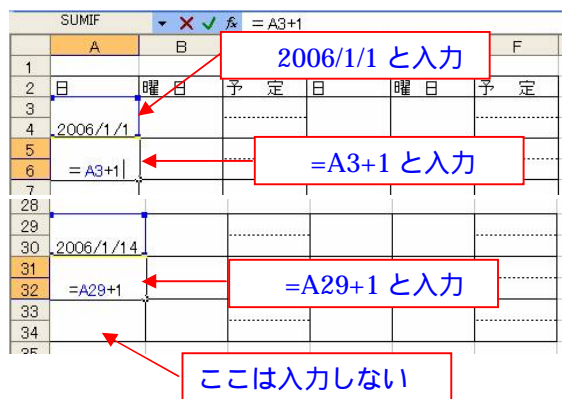 SUMIF = A3+1
A B F
2006/1/1 と入力
1
2 日 曜 日 予 定 日 曜 日 予 定
3
4 2006/1/1
5
6 = A3+1
=A3+1 と入力
7
28
29
30 2006/1/14
31
32 =A29+1
=A29+1 と入力
33
34
35
ここは入力しない